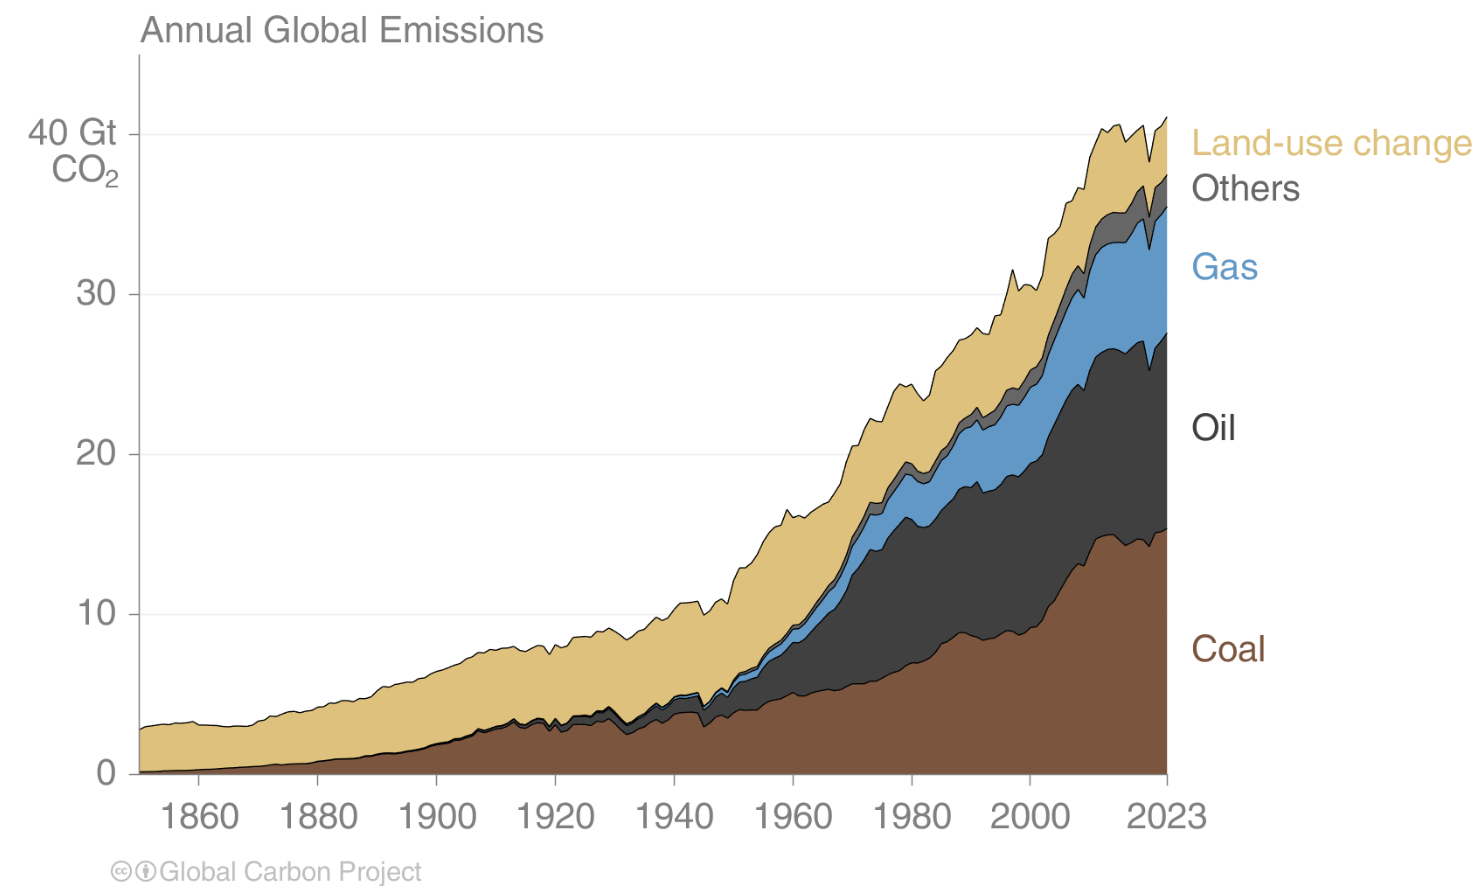 Annual Global Emissions
40 Gt
CO₂
30
20
10
0
1860 1880 1900 1920 1940 1960 1980 2000 2023
Land-use change
Others
Gas
Oil
Coal
cc Global Carbon Project